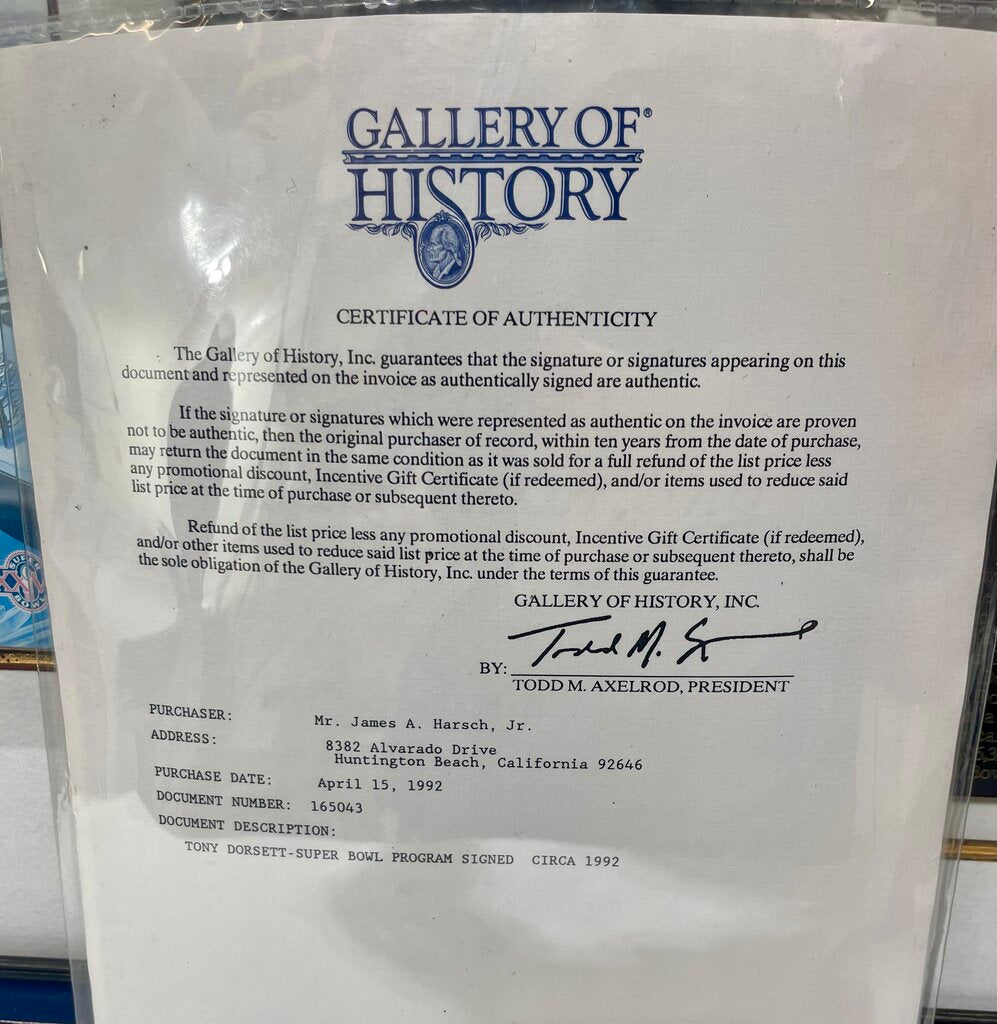 GALLERY OF®
HISTORY
CERTIFICATE OF AUTHENTICITY
The Gallery of History, Inc. guarantees that the signature or signatures appearing on this
document and represented on the invoice as authentically signed are authentic.
If the signature or signatures which were represented as authentic on the invoice are proven
not to be authentic, then the original purchaser of record, within ten years from the date of purchase,
may return the document in the same condition as it was sold for a full refund of the list price less
any promotional discount, Incentive Gift Certificate (if redeemed), and/or items used to reduce said
list price at the time of purchase or subsequent thereto.
Refund of the list price less any promotional discount, Incentive Gift Certificate (if redeemed),
and/or other items used to reduce said list price at the time of purchase or subsequent thereto, shall be
the sole obligation of the Gallery of History, Inc. under the terms of this guarantee.
GALLERY OF HISTORY, INC.
Todd M.
BY:
TODD M. AXELROD, PRESIDENT
PURCHASER: Mr. James A. Harsch, Jr.
ADDRESS: 8382 Alvarado Drive
Huntington Beach, California 92646
PURCHASE DATE: April 15, 1992
DOCUMENT NUMBER: 165043
DOCUMENT DESCRIPTION:
TONY DORSETT-SUPER BOWL PROGRAM SIGNED CIRCA 1992